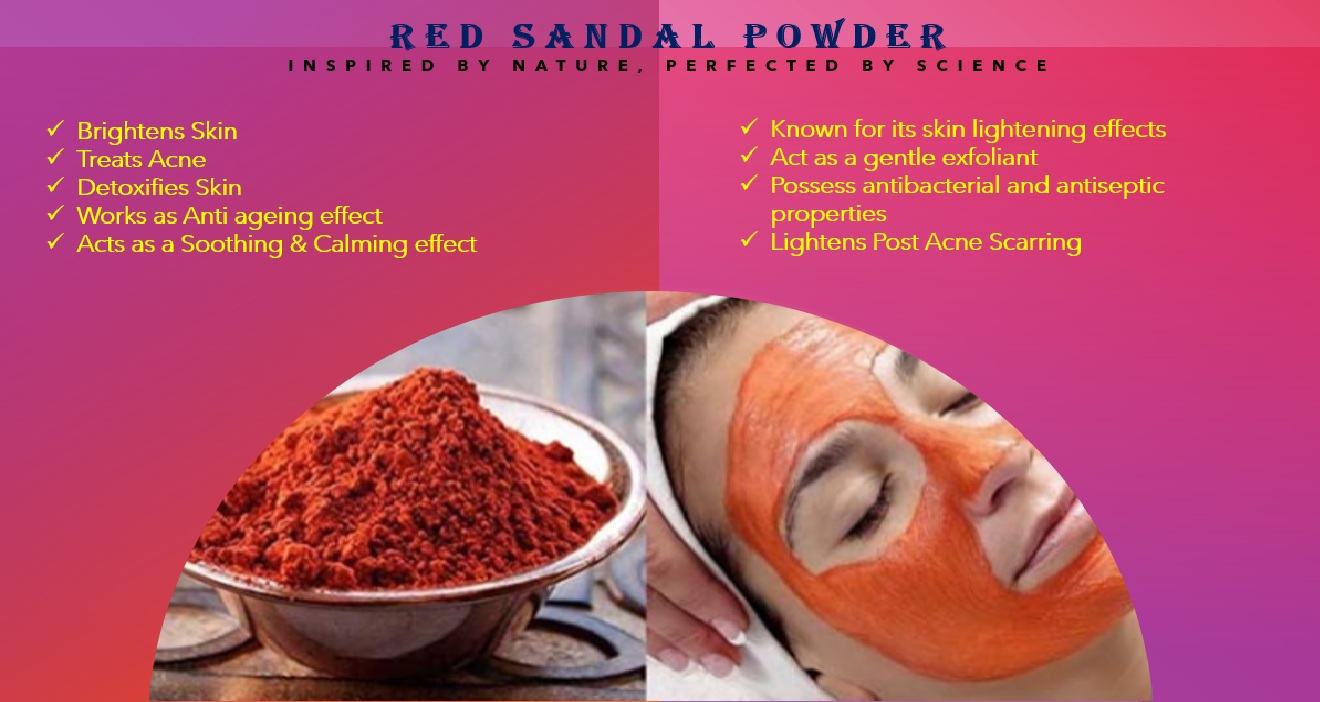 RED SANDAL POWDER
INSPIRED BY NATURE, PERFECTED BY SCIENCE
✓ Brightens Skin
✓ Treats Acne
✓ Detoxifies Skin
✓ Works as Anti ageing effect
✓ Acts as a Soothing & Calming effect
✓ Known for its skin lightening effects
✓ Act as a gentle exfoliant
✓ Possess antibacterial and antiseptic
properties
✓ Lightens Post Acne Scarring